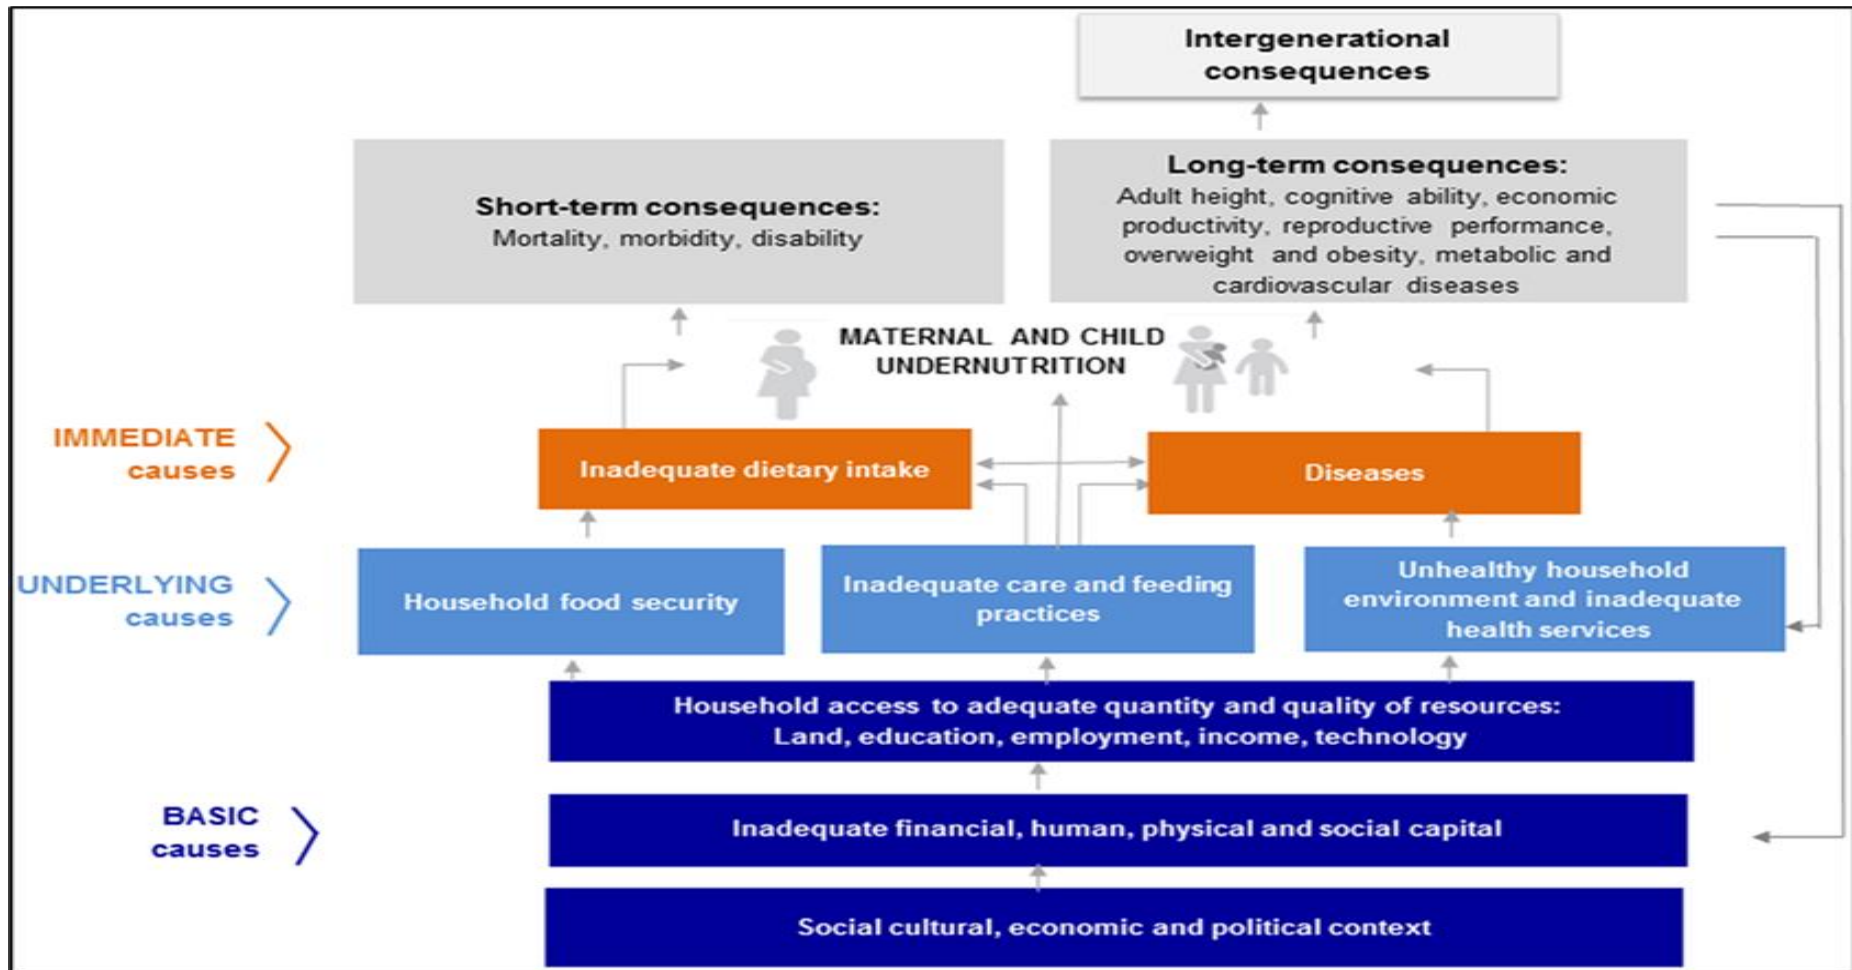 Intergenerational
consequences
Short-term consequences:
Mortality, morbidity, disability
Long-term consequences:
Adult height, cognitive ability, economic
productivity, reproductive performance,
overweight and obesity, metabolic and
cardiovascular diseases
MATERNAL AND CHILD
UNDERNUTRITION
IMMEDIATE
causes
Inadequate dietary intake
Diseases
UNDERLYING
causes
Household food security
Inadequate care and feeding
practices
Unhealthy household
environment and inadequate
health services
Household access to adequate quantity and quality of resources:
Land, education, employment, income, technology
BASIC
causes
Inadequate financial, human, physical and social capital
Social cultural, economic and political context